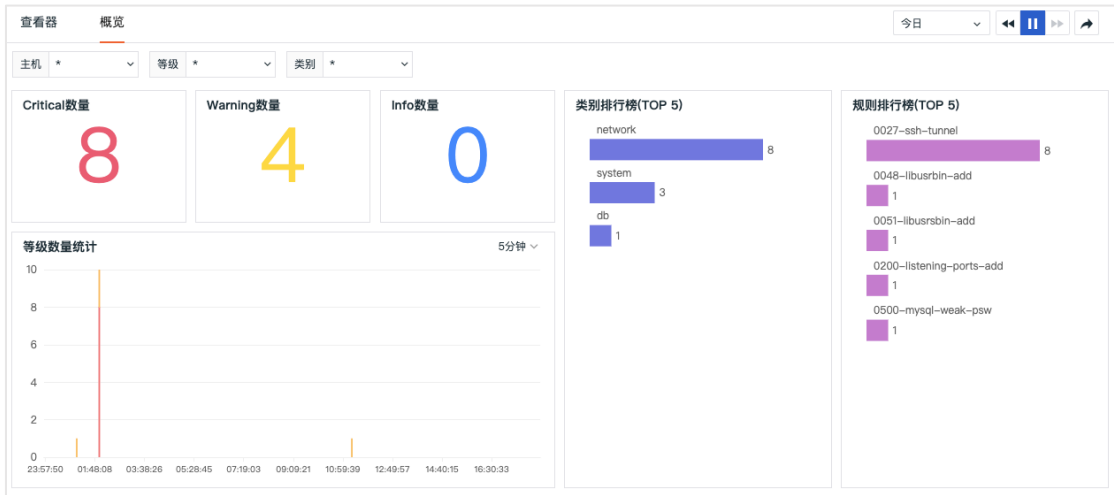 查看器 概览 今日
主机 * 等级 * 类别 *
Critical数量
8
Warning数量
4
Info数量
0
等级数量统计 5分钟
10
8
6
4
2
0
23:57:50 01:48:08 03:38:26 05:28:45 07:19:03 09:09:21 10:59:39 12:49:57 14:40:15 16:30:33
类别排行榜(TOP 5)
network
8
system
3
db
1
规则排行榜(TOP 5)
0027-ssh-tunnel
8
0048-libusrbin-add
1
0051-libusrsbin-add
1
0200-listening-ports-add
1
0500-mysql-weak-psw
1